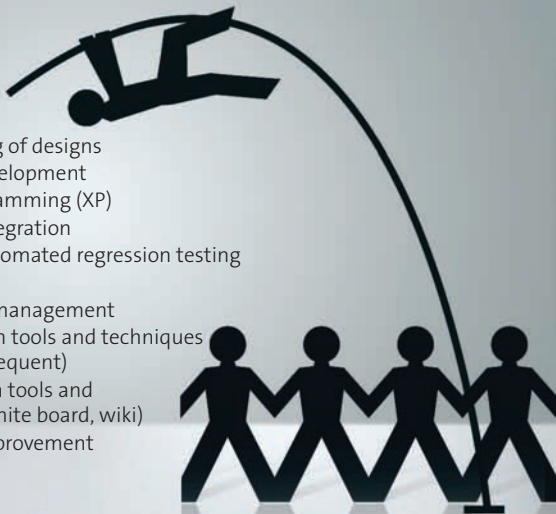 g of designs
elopment
amming (XP)
egration
omated regression testing
management
n tools and techniques
equent)
n tools and
nite board, wiki)
provement